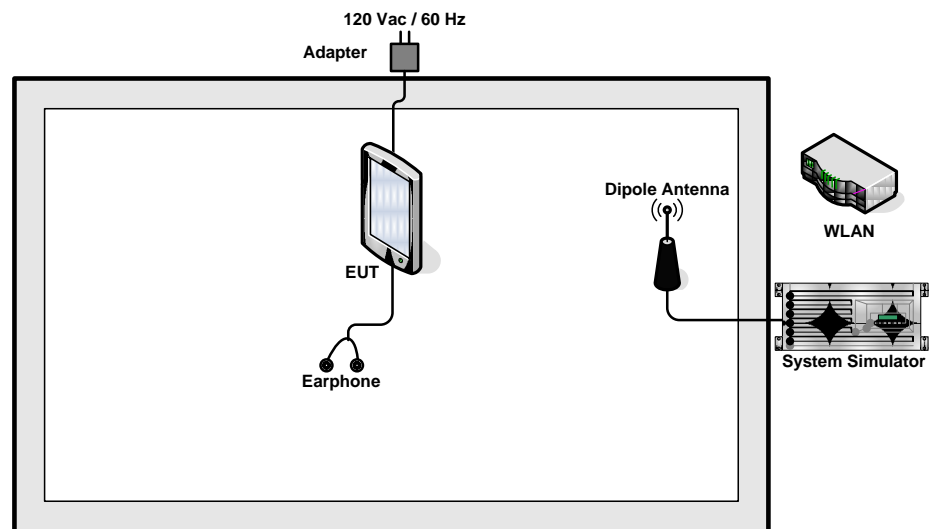 120 Vac / 60 Hz
Adapter
Dipole Antenna
WLAN
EUT
System Simulator
Earphone